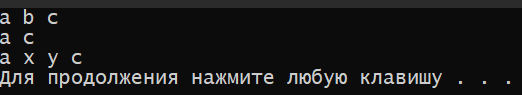 a b c
a c
a x y c
Для продолжения нажмите любую клавишу . . .